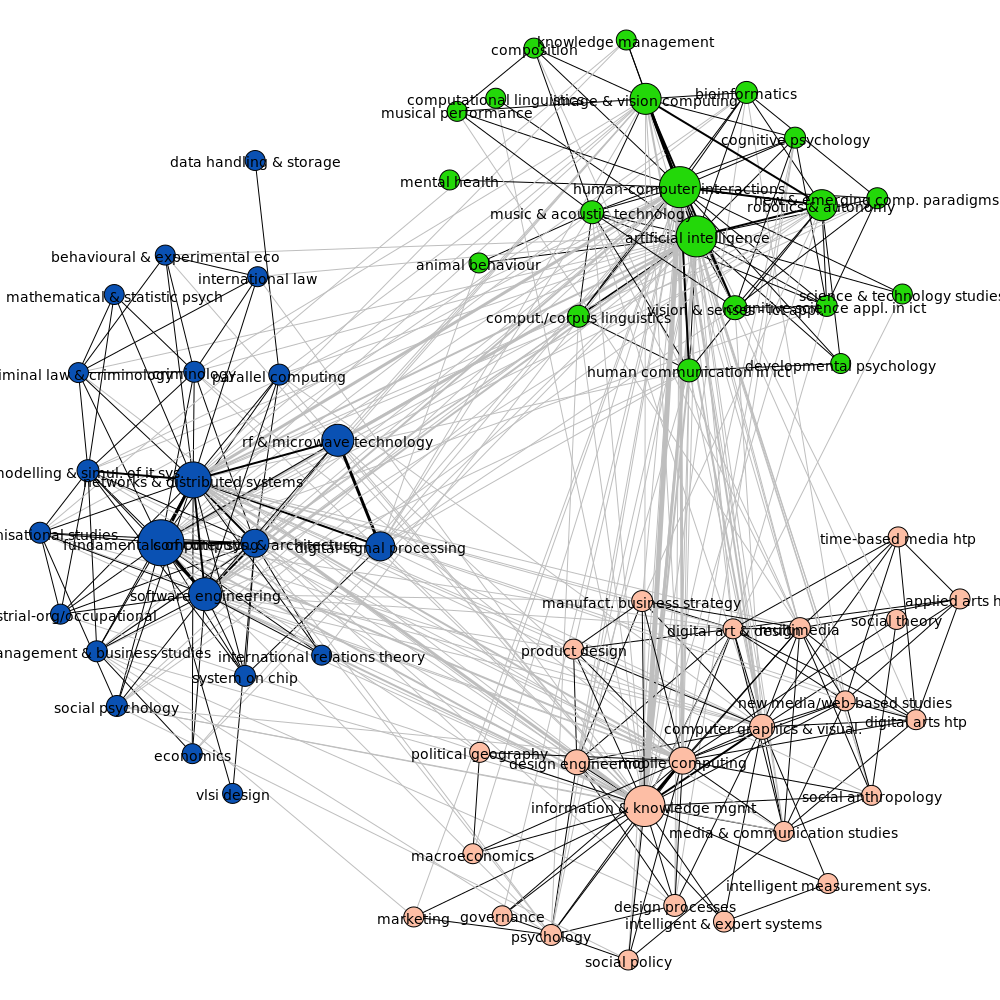 knowledge management
composition
bioinformatics
computational linguistics
image & vision computing
musical performance
cognitive psychology
data handling & storage
mental health
human-computer interactions
new & emerging comp. paradigms
robotics & autonomy
music & acoustic technology
artificial intelligence
behavioural & experimental eco
animal behaviour
international law
mathematical & statistic psych
science & technology studies
vision & senses - ict appl.
cognitive science appl. in ict
comput./corpus linguistics
developmental psychology
human communication in ict
iminal law & criminology
criminology
parallel computing
rf & microwave technology
modelling & simul. of it sys.
networks & distributed systems
nisational studies
fundamentals of computing
comput. sys. & architecture
digital signal processing
time-based media htp
software engineering
applied arts h
manufact. business strategy
strial-org/occupational
social theory
digital art & design
multimedia
product design
anagement & business studies
international relations theory
system on chip
social psychology
new media/web-based studies
digital arts htp
computer graphics & visual.
economics
political geography
design engineering
mobile computing
vlsi design
social anthropology
information & knowledge mgmt
media & communication studies
macroeconomics
intelligent measurement sys.
design processes
marketing
governance
intelligent & expert systems
psychology
social policy